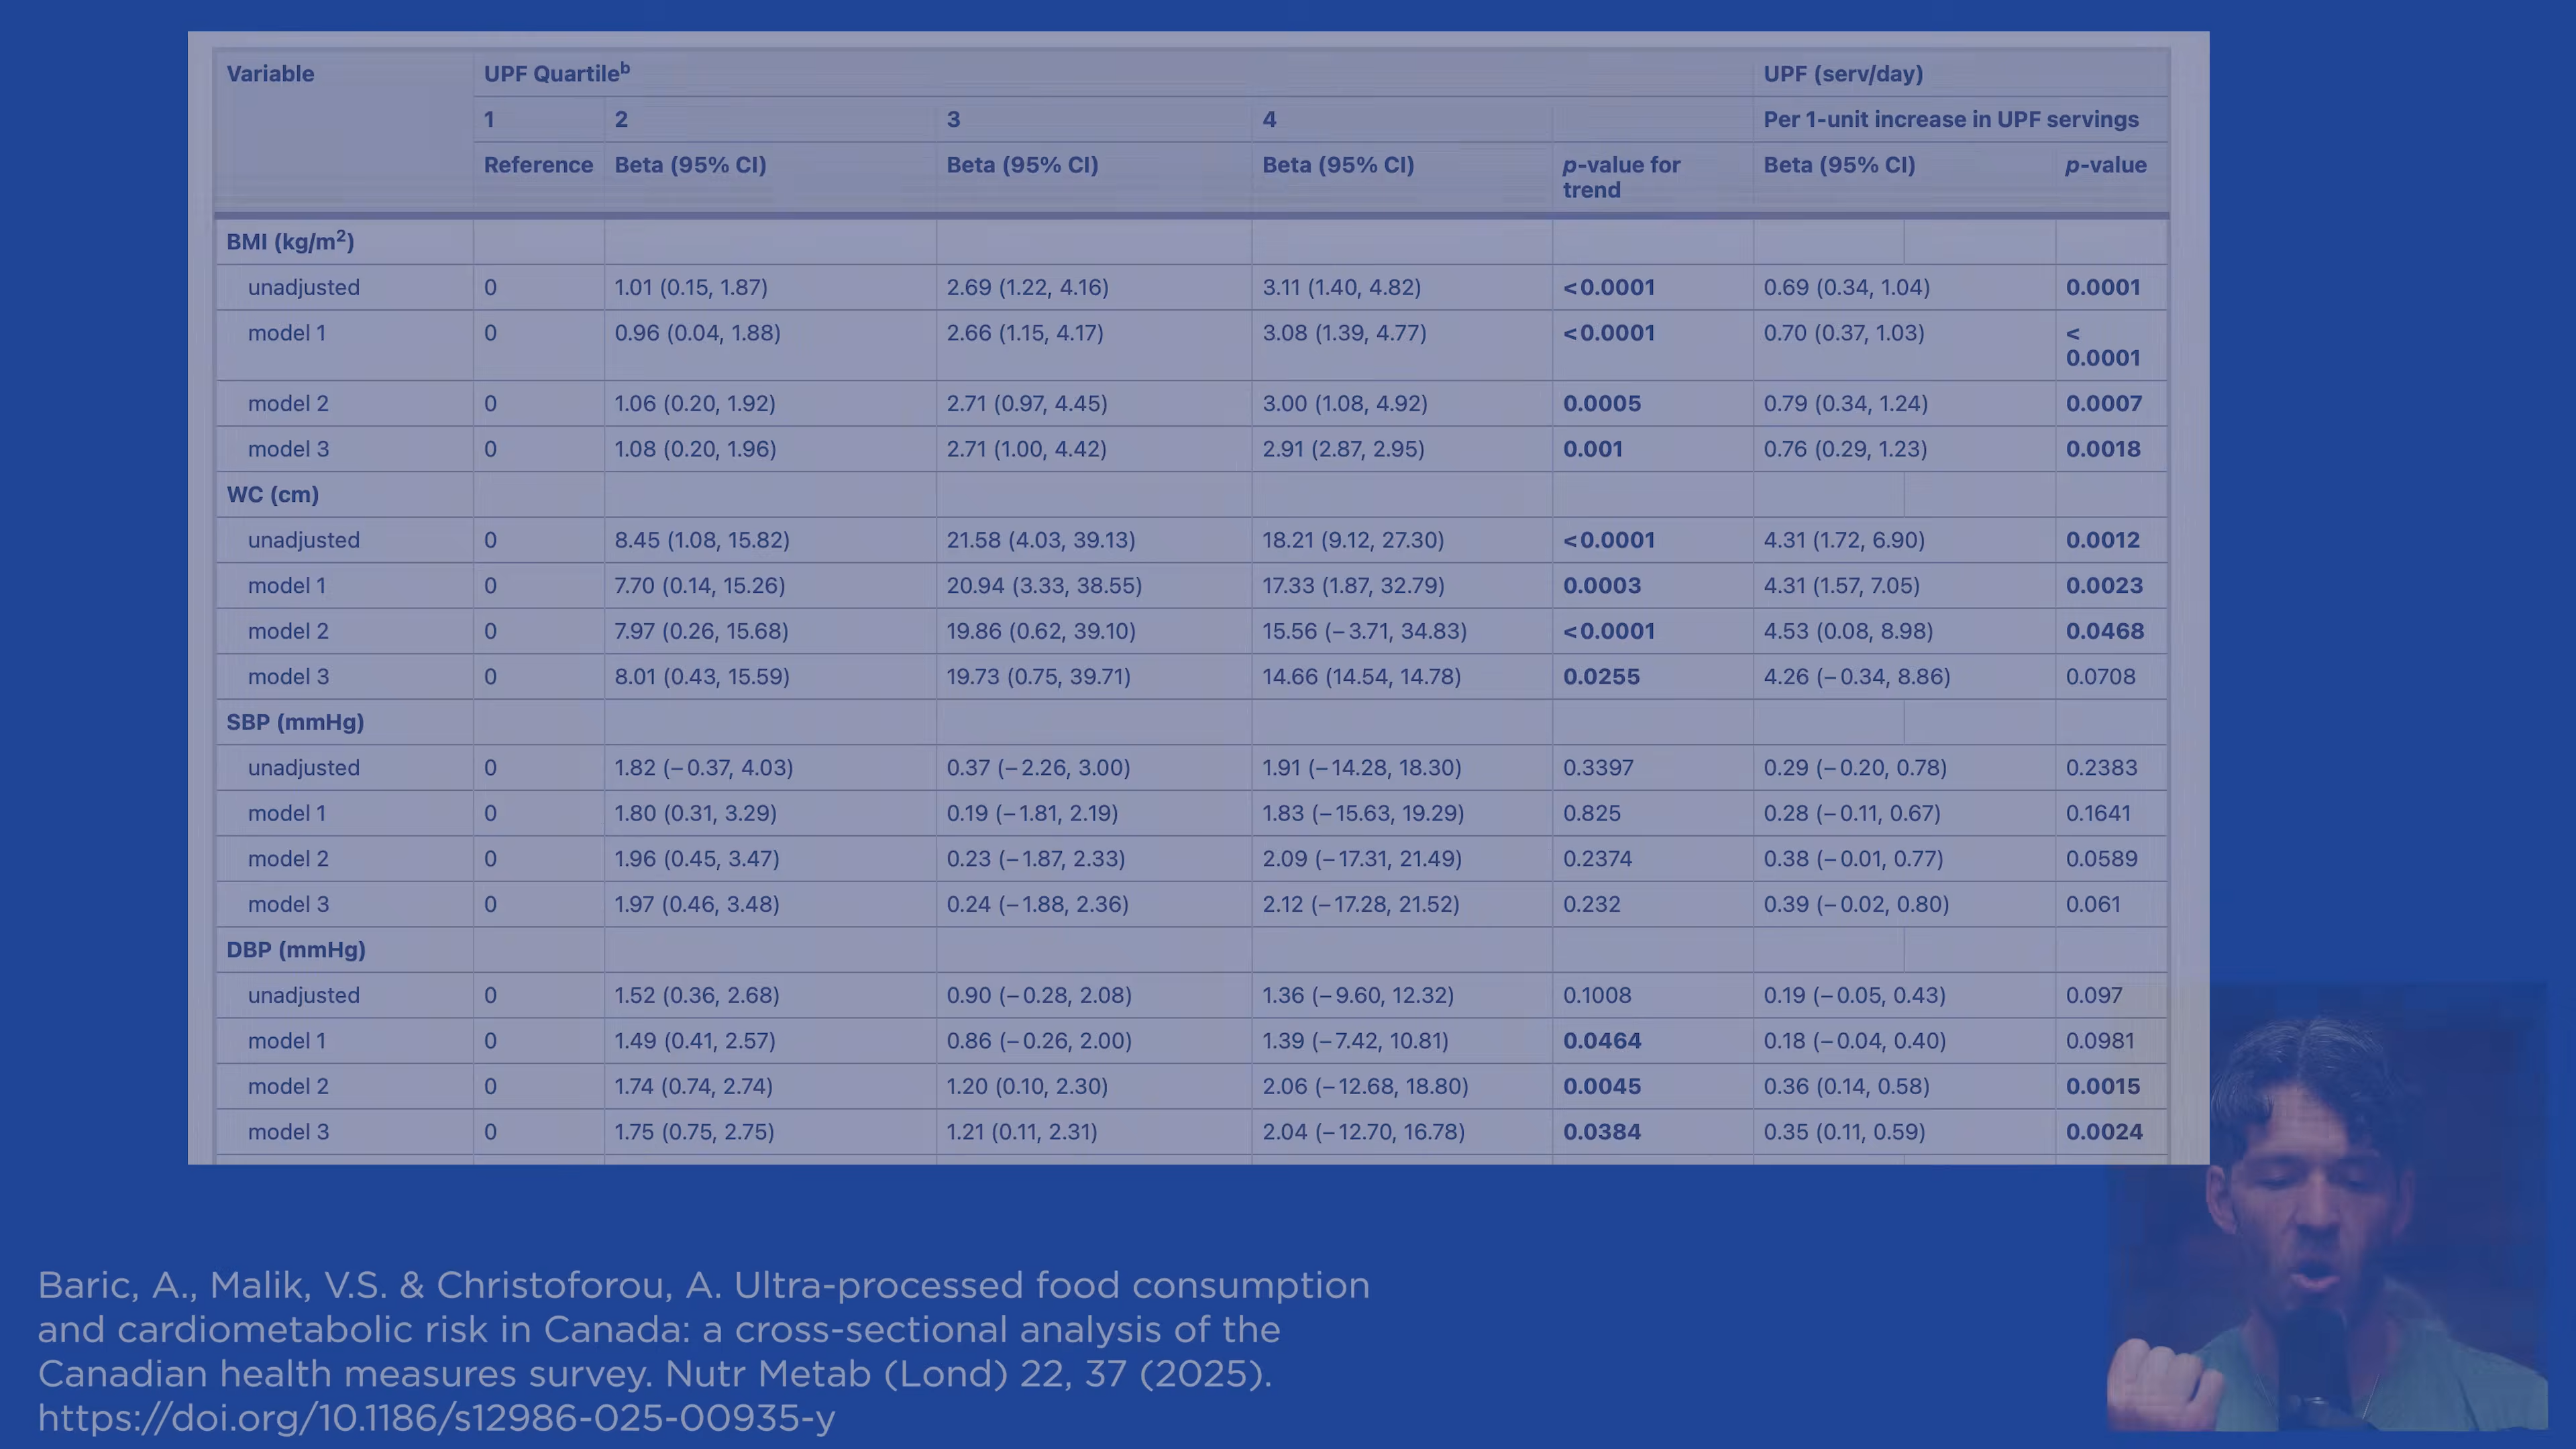 Variable UPF Quartileᵇ UPF (serv/day)
1 2 3 4 Per 1-unit increase in UPF servings
Reference Beta (95% CI) Beta (95% CI) Beta (95% CI) p-value for trend Beta (95% CI) p-value
BMI (kg/m²)
unadjusted 0 1.01 (0.15, 1.87) 2.69 (1.22, 4.16) 3.11 (1.40, 4.82) <0.0001 0.69 (0.34, 1.04) 0.0001
model 1 0 0.96 (0.04, 1.88) 2.66 (1.15, 4.17) 3.08 (1.39, 4.77) <0.0001 0.70 (0.37, 1.03) < 0.0001
model 2 0 1.06 (0.20, 1.92) 2.71 (0.97, 4.45) 3.00 (1.08, 4.92) 0.0005 0.79 (0.34, 1.24) 0.0007
model 3 0 1.08 (0.20, 1.96) 2.71 (1.00, 4.42) 2.91 (2.87, 2.95) 0.001 0.76 (0.29, 1.23) 0.0018
WC (cm)
unadjusted 0 8.45 (1.08, 15.82) 21.58 (4.03, 39.13) 18.21 (9.12, 27.30) <0.0001 4.31 (1.72, 6.90) 0.0012
model 1 0 7.70 (0.14, 15.26) 20.94 (3.33, 38.55) 17.33 (1.87, 32.79) 0.0003 4.31 (1.57, 7.05) 0.0023
model 2 0 7.97 (0.26, 15.68) 19.86 (0.62, 39.10) 15.56 (−3.71, 34.83) <0.0001 4.53 (0.08, 8.98) 0.0468
model 3 0 8.01 (0.43, 15.59) 19.73 (0.75, 39.71) 14.66 (14.54, 14.78) 0.0255 4.26 (−0.34, 8.86) 0.0708
SBP (mmHg)
unadjusted 0 1.82 (−0.37, 4.03) 0.37 (−2.26, 3.00) 1.91 (−14.28, 18.30) 0.3397 0.29 (−0.20, 0.78) 0.2383
model 1 0 1.80 (0.31, 3.29) 0.19 (−1.81, 2.19) 1.83 (−15.63, 19.29) 0.825 0.28 (−0.11, 0.67) 0.1641
model 2 0 1.96 (0.45, 3.47) 0.23 (−1.87, 2.33) 2.09 (−17.31, 21.49) 0.2374 0.38 (−0.01, 0.77) 0.0589
model 3 0 1.97 (0.46, 3.48) 0.24 (−1.88, 2.36) 2.12 (−17.28, 21.52) 0.232 0.39 (−0.02, 0.80) 0.061
DBP (mmHg)
unadjusted 0 1.52 (0.36, 2.68) 0.90 (−0.28, 2.08) 1.36 (−9.60, 12.32) 0.1008 0.19 (−0.05, 0.43) 0.097
model 1 0 1.49 (0.41, 2.57) 0.86 (−0.26, 2.00) 1.39 (−7.42, 10.81) 0.0464 0.18 (−0.04, 0.40) 0.0981
model 2 0 1.74 (0.74, 2.74) 1.20 (0.10, 2.30) 2.06 (−12.68, 18.80) 0.0045 0.36 (0.14, 0.58) 0.0015
model 3 0 1.75 (0.75, 2.75) 1.21 (0.11, 2.31) 2.04 (−12.70, 16.78) 0.0384 0.35 (0.11, 0.59) 0.0024
Baric, A., Malik, V.S. & Christoforou, A. Ultra-processed food consumption
and cardiometabolic risk in Canada: a cross-sectional analysis of the
Canadian health measures survey. Nutr Metab (Lond) 22, 37 (2025).
https://doi.org/10.1186/s12986-025-00935-y